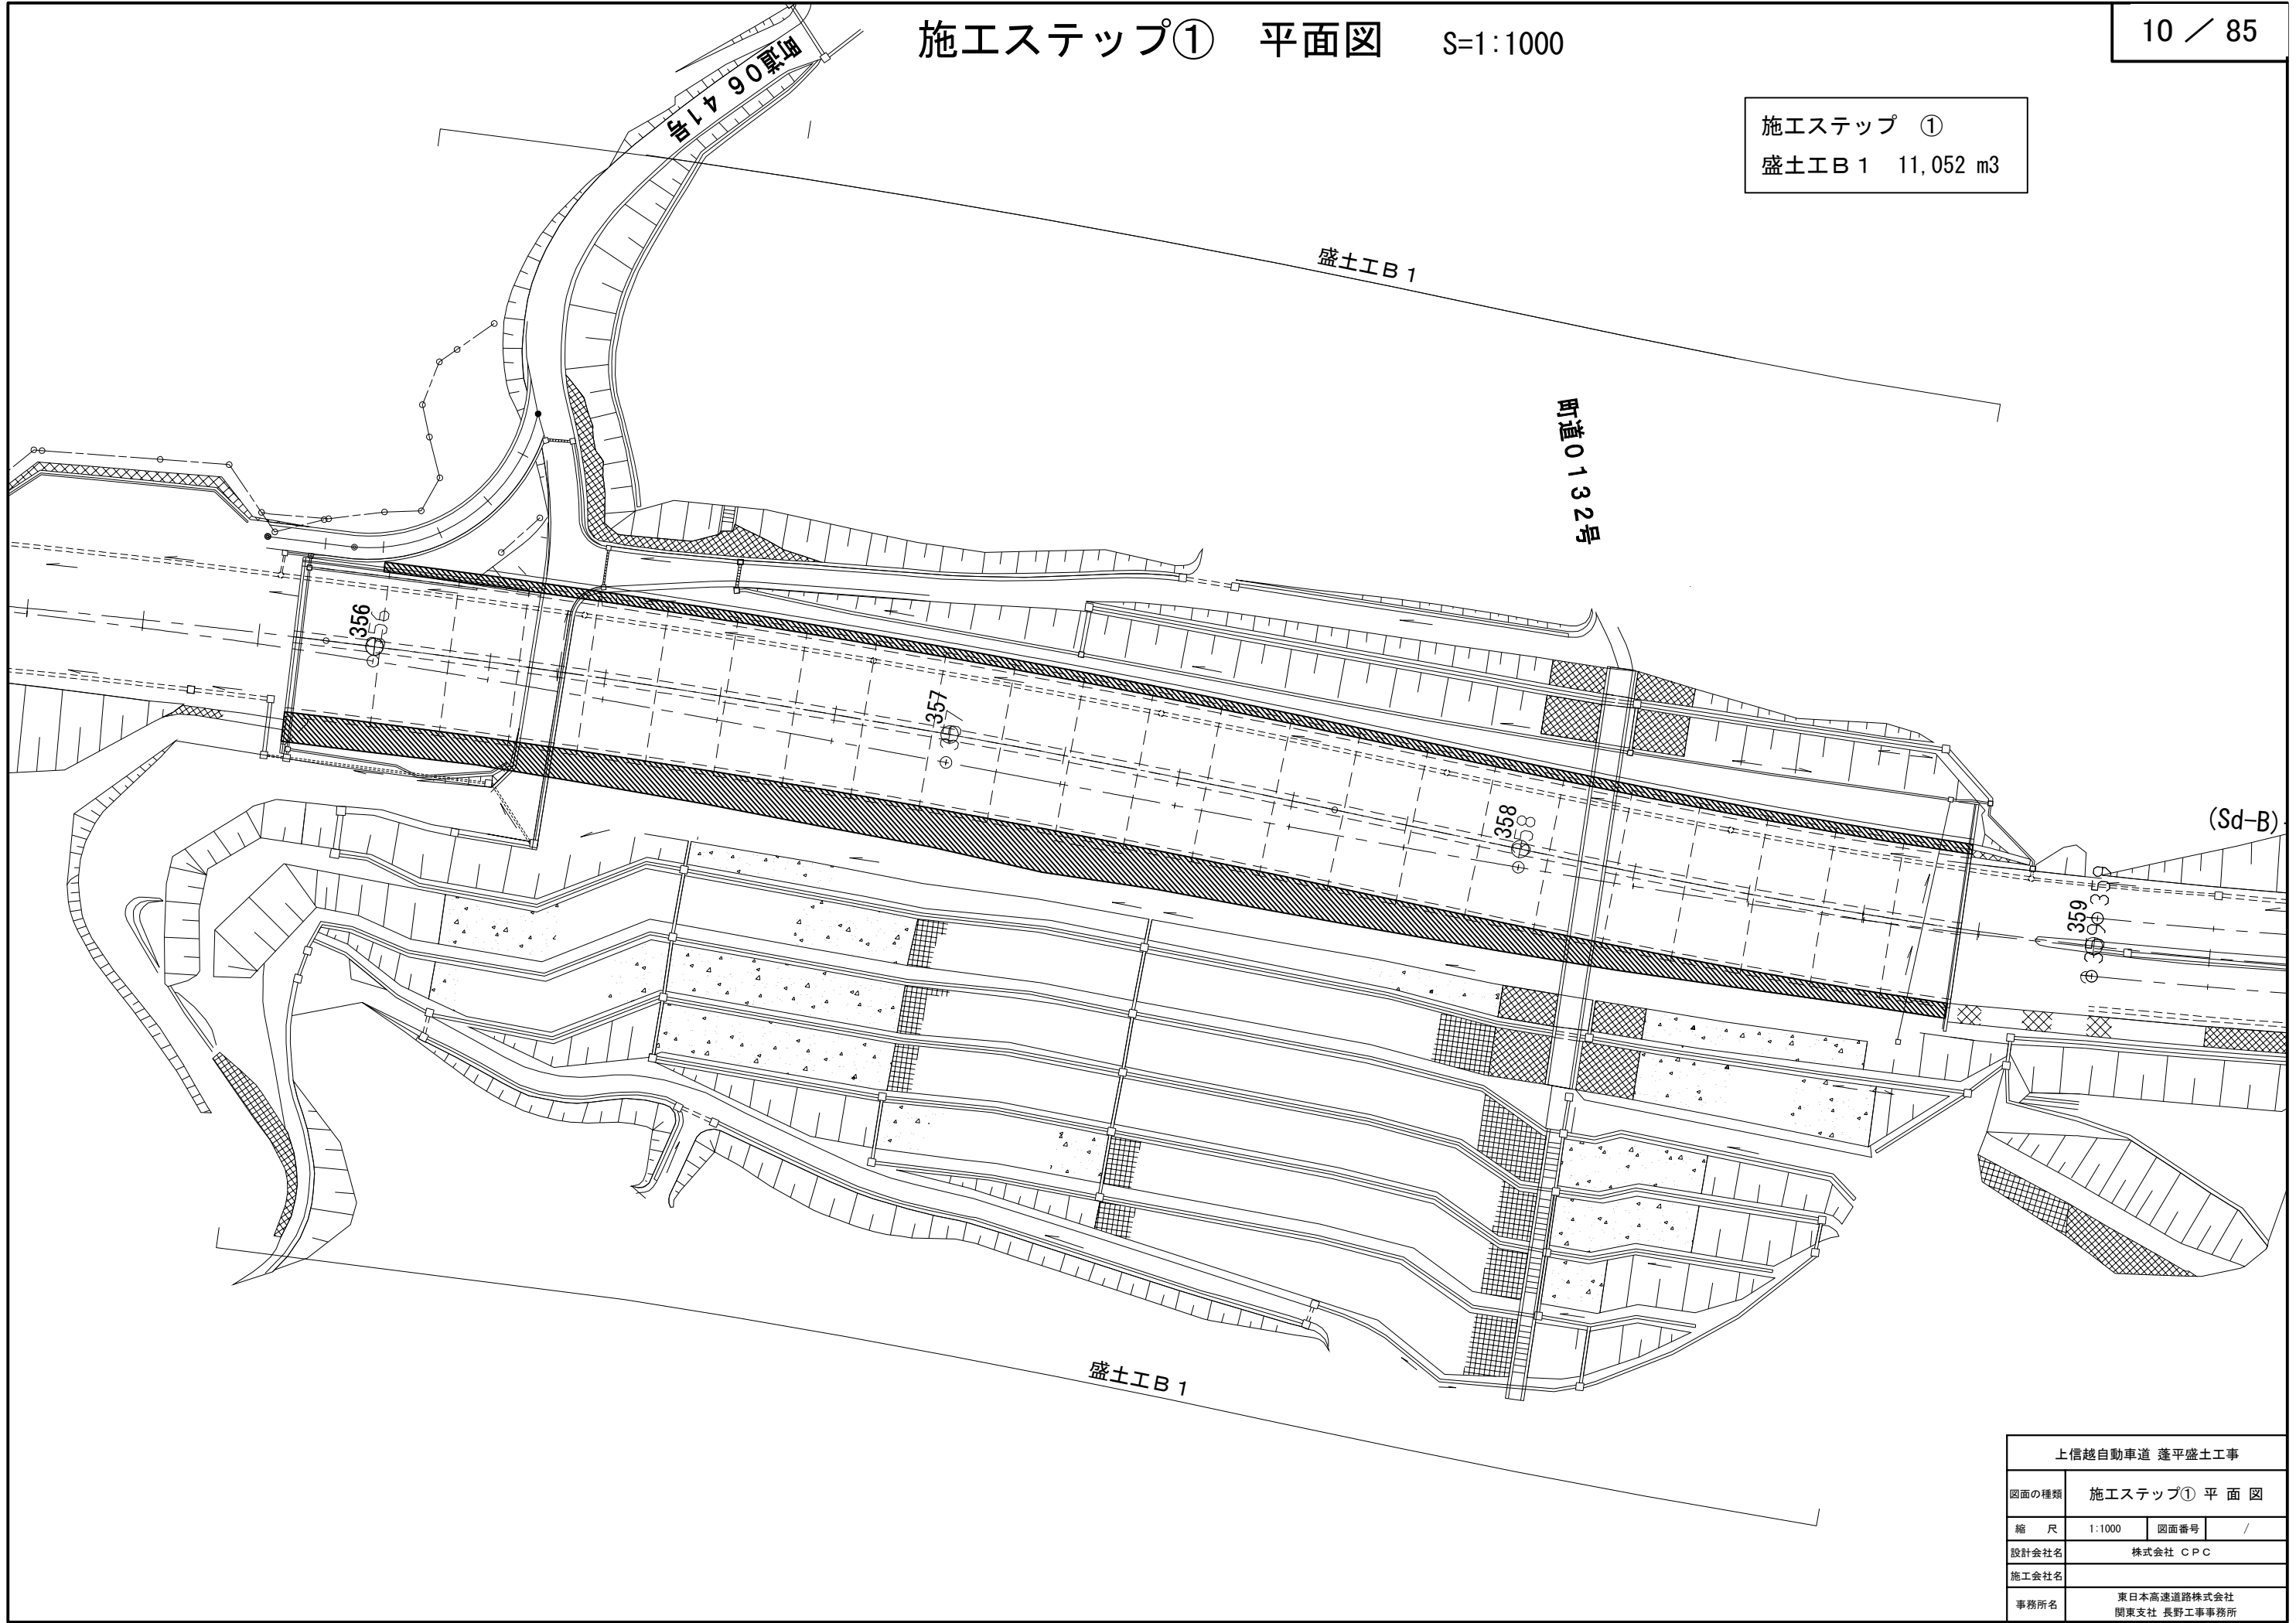 施工ステップ①　平面図　S=1:1000
10 ／ 85
施工ステップ　①
盛土工Ｂ１　11,052 m3
町道０６４１号
盛土工Ｂ１
町道０１３２号
356
356
357
357
358
358
(Sd-B)
359
359
359
盛土工Ｂ１
上信越自動車道 蓬平盛土工事
図面の種類　施工ステップ① 平 面 図
縮　尺　1:1000　図面番号　/
設計会社名　株式会社 ＣＰＣ
施工会社名
事務所名　東日本高速道路株式会社
関東支社 長野工事事務所